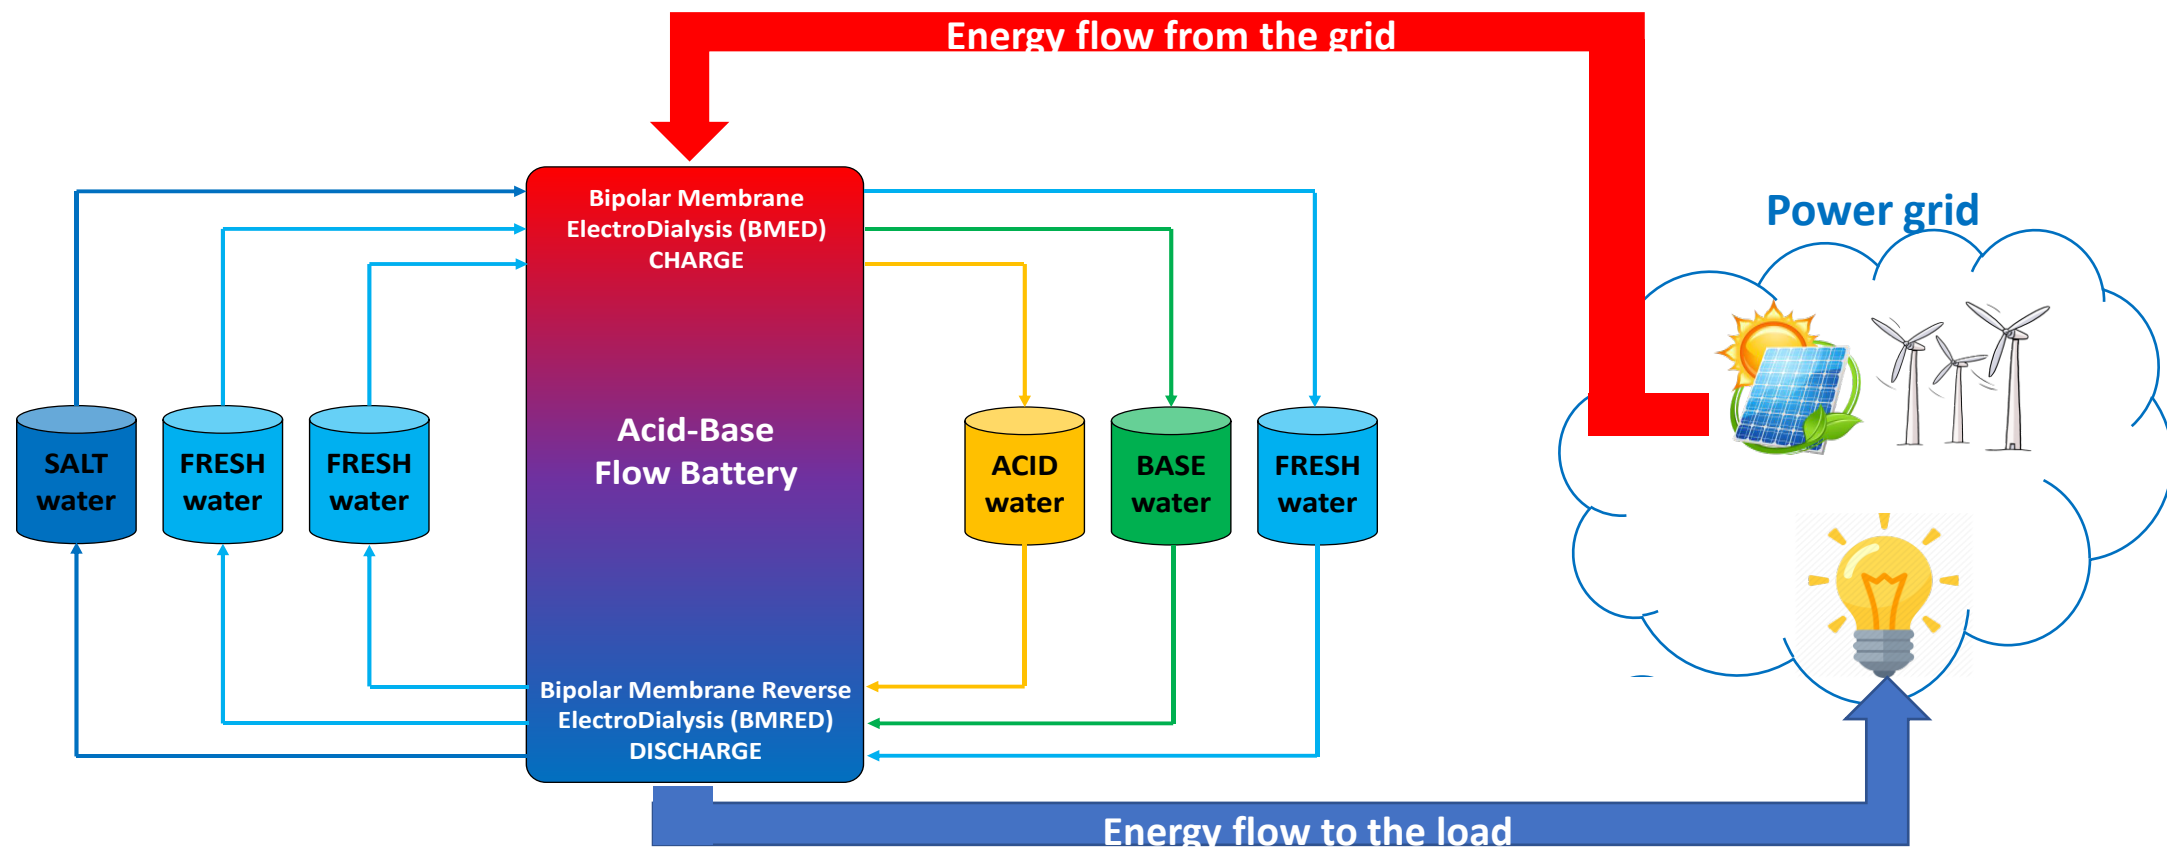 Energy flow from the grid
Bipolar Membrane
ElectroDialysis (BMED)
CHARGE
Power grid
Acid-Base
Flow Battery
SALT
water
FRESH
water
FRESH
water
ACID
water
BASE
water
FRESH
water
Bipolar Membrane Reverse
ElectroDialysis (BMRED)
DISCHARGE
Energy flow to the load